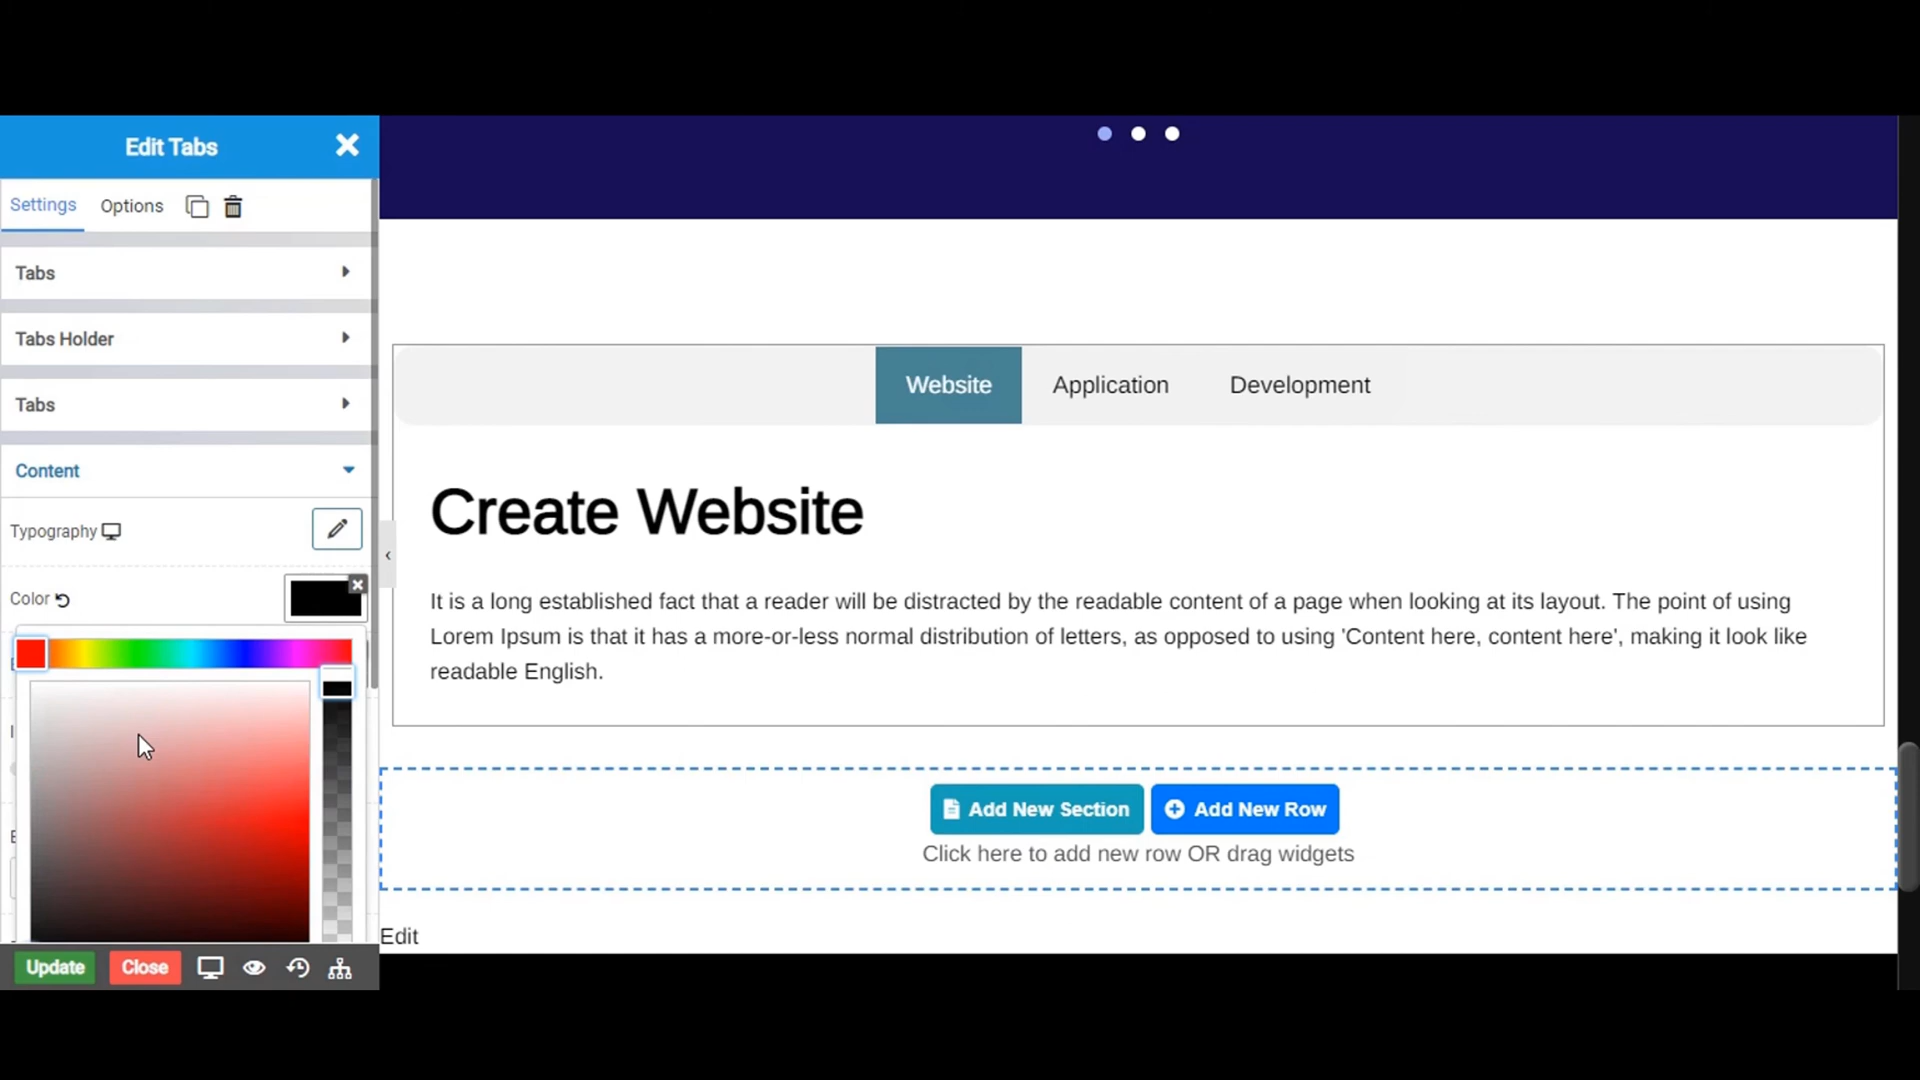 Edit Tabs
Settings
Options
Tabs
Tabs Holder
Tabs
Content
Typography
Color
Update
Close
Website
Application
Development
Create Website
It is a long established fact that a reader will be distracted by the readable content of a page when looking at its layout. The point of using
Lorem Ipsum is that it has a more-or-less normal distribution of letters, as opposed to using 'Content here, content here', making it look like
readable English.
Add New Section
Add New Row
Click here to add new row OR drag widgets
Edit